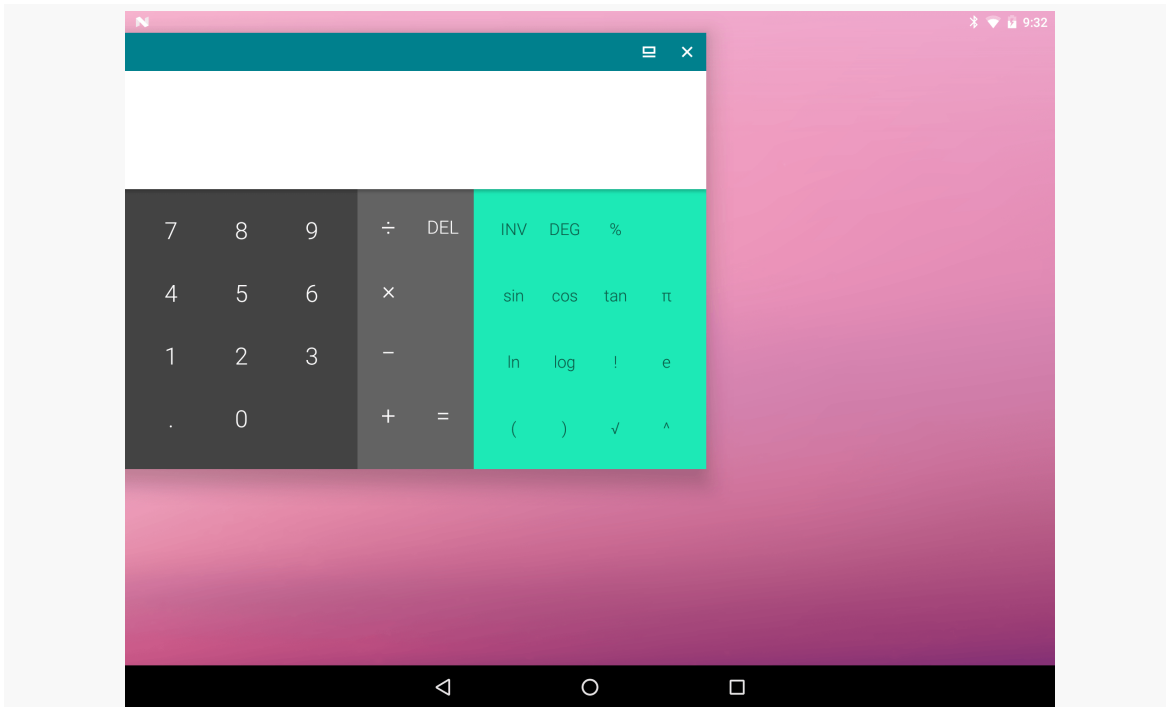 9:32
7 8 9 ÷ DEL INV DEG %
4 5 6 × sin cos tan π
1 2 3 − ln log ! e
. 0 + = ( ) √ ^